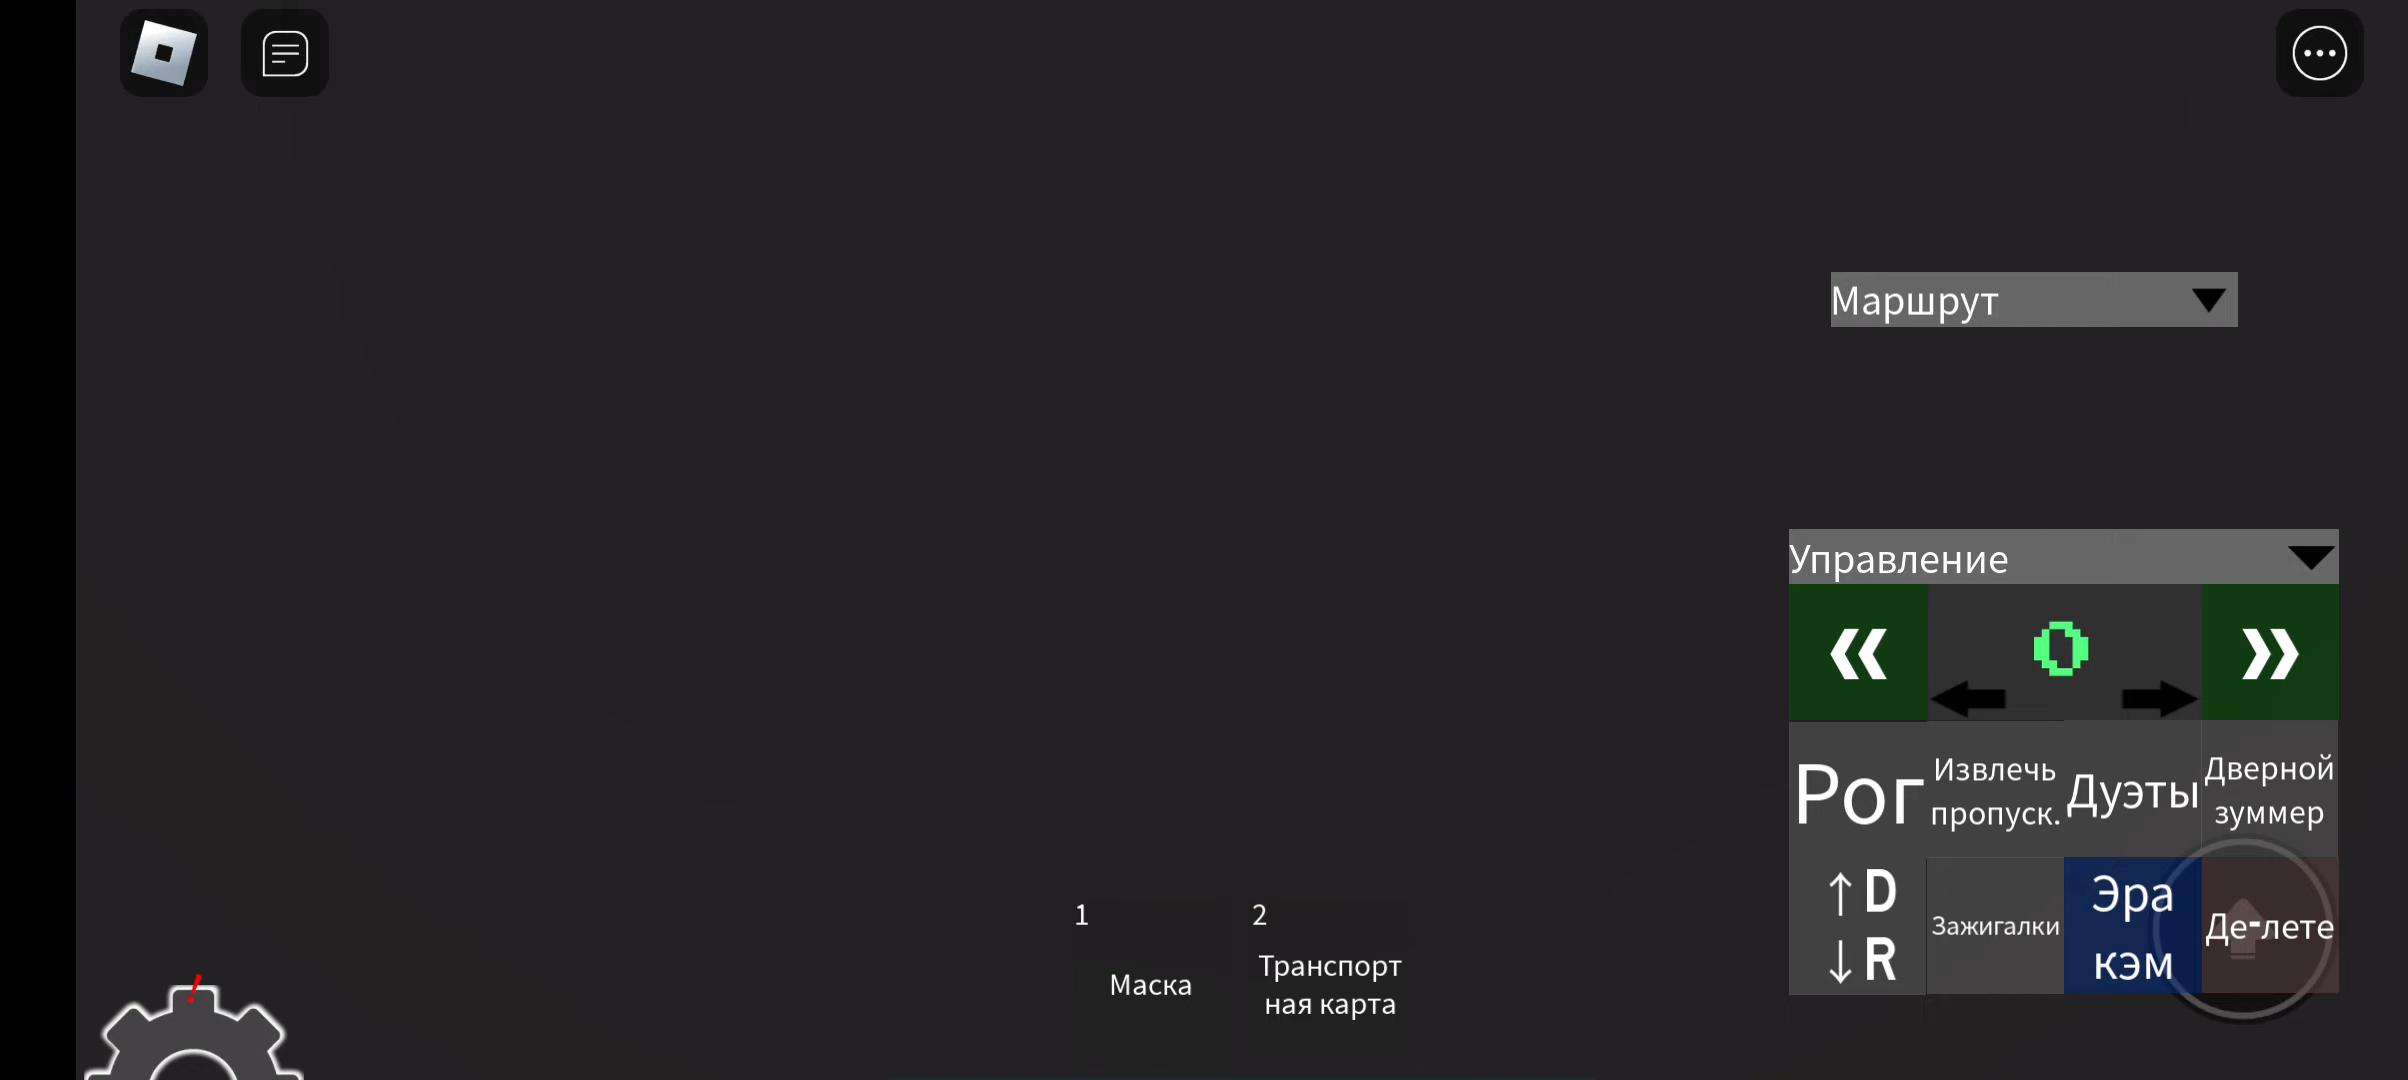 Маршрут
Управление
«
0
»
Рог
Извлечь
пропуск.
Дуэты
Дверной
зуммер
↑ D
↓ R
Зажигалки
Эра
кэм
Де-лете
1
Маска
2
Транспорт
ная карта
!